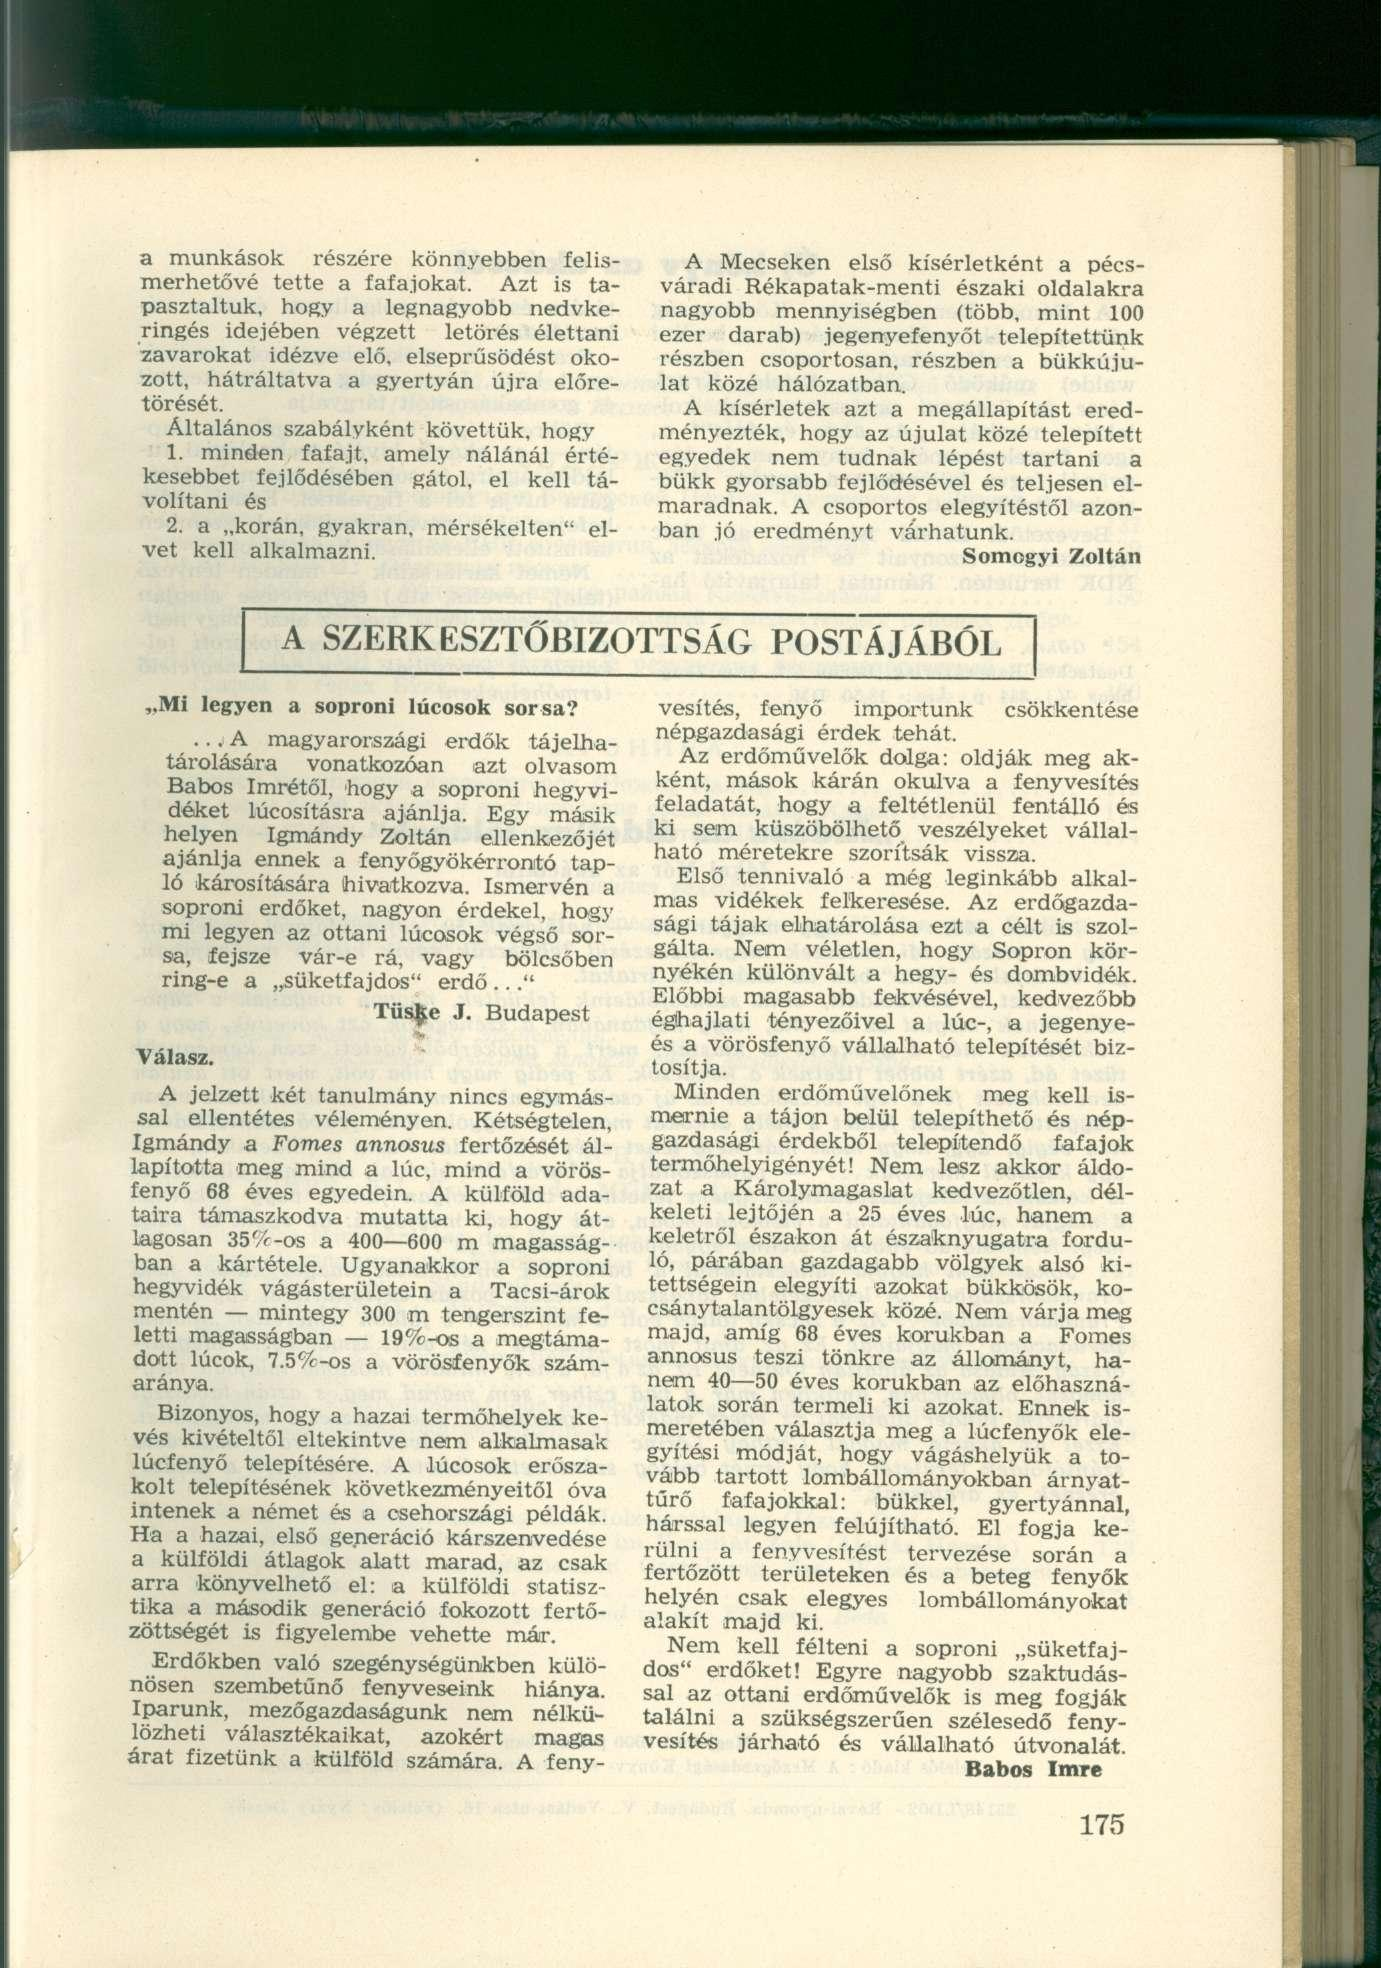 a munkások részére könnyebben felis-
merhetővé tette a fafajokat. Azt is ta-
pasztaltuk, hogy a legnagyobb nedvke-
ringés idejében végzett letörés élettani
zavarokat idézve elő, elseprűsödést oko-
zott, hátráltatva a gyertyán újra előre-
törését.
Általános szabályként követtük, hogy
1. minden fafajt, amely nálánál érté-
kesebbet fejlődésében gátol, el kell tá-
volítani és
2. a „korán, gyakran, mérsékelten“ el-
vet kell alkalmazni.
A Mecseken első kísérletként a pécs-
váradi Rékapatak-menti északi oldalakra
nagyobb mennyiségben (több, mint 100
ezer darab) jegenyefenyőt telepítettünk
részben csoportosan, részben a bükkúju-
lat közé hálózatban.
A kísérletek azt a megállapítást ered-
ményezték, hogy az újulat közé telepített
egyedek nem tudnak lépést tartani a
bükk gyorsabb fejlődésével és teljesen el-
maradnak. A csoportos elegyítéstől azon-
ban jó eredményt várhatunk.
Somogyi Zoltán
A SZERKESZTŐBIZOTTSÁG POSTÁJÁBÓL
„Mi legyen a soproni lúcosok sorsa?
...A magyarországi erdők tájelha-
tárolására vonatkozóan azt olvasom
Babos Imrétől, hogy a soproni hegyvi-
déket lúcosításra ajánlja. Egy másik
helyen Igmándy Zoltán ellenkezőjét
ajánlja ennek a fenyőgyökérrontó tap-
ló károsítására hivatkozva. Ismervén a
soproni erdőket, nagyon érdekel, hogy
mi legyen az ottani lúcosok végső sor-
sa, fejsze vár-e rá, vagy bölcsőben
ring-e a „süketfajdos“ erdő...“
Tüske J. Budapest
Válasz.
A jelzett két tanulmány nincs egymás-
sal ellentétes véleményen. Kétségtelen,
Igmándy a Fomes annosus fertőzését ál-
lapította meg mind a lúc, mind a vörös-
fenyő 68 éves egyedein. A külföld ada-
taira támaszkodva mutatta ki, hogy át-
lagosan 35%-os a 400—600 m magasság-
ban a kártétele. Ugyanakkor a soproni
hegyvidék vágásterületein a Tacsi-árok
mentén — mintegy 300 m tengerszint fe-
letti magasságban — 19%-os a megtáma-
dott lúcok, 7.5%-os a vörösfenyők szám-
aránya.
Bizonyos, hogy a hazai termőhelyek ke-
vés kivételtől eltekintve nem alkalmasak
lúcfenyő telepítésére. A lúcosok erősza-
kolt telepítésének következményeitől óva
intenek a német és a csehországi példák.
Ha a hazai, első generáció kárszenvedése
a külföldi átlagok alatt marad, az csak
arra könyvelhető el: a külföldi statisz-
tika a második generáció fokozott fertő-
zöttségét is figyelembe vehette már.
Erdőkben való szegénységünkben külö-
nösen szembetűnő fenyveseink hiánya.
Iparunk, mezőgazdaságunk nem nélkü-
lözheti választékaikat, azokért magas
árat fizetünk a külföld számára. A feny-
vesítés, fenyő importunk csökkentése
népgazdasági érdek tehát.
Az erdőművelők dolga: oldják meg ak-
ként, mások kárán okulva a fenyvesítés
feladatát, hogy a feltétlenül fentálló és
ki sem küszöbölhető veszélyeket vállal-
ható méretekre szorítsák vissza.
Első tennivaló a még leginkább alkal-
mas vidékek felkeresése. Az erdőgazda-
sági tájak elhatárolása ezt a célt is szol-
gálta. Nem véletlen, hogy Sopron kör-
nyékén különvált a hegy- és dombvidék.
Előbbi magasabb fekvésével, kedvezőbb
éghajlati tényezőivel a lúc-, a jegenye-
és a vörösfenyő vállalható telepítését biz-
tosítja.
Minden erdőművelőnek meg kell is-
mernie a tájon belül telepíthető és nép-
gazdasági érdekből telepítendő fafajok
termőhelyigényét! Nem lesz akkor áldo-
zat a Károlymagaslat kedvezőtlen, dél-
keleti lejtőjén a 25 éves lúc, hanem a
keletről északon át északnyugatra fordu-
ló, párában gazdagabb völgyek alsó ki-
tettségein elegyíti azokat bükkösök, ko-
csánytalantölgyesek közé. Nem várja meg
majd, amíg 68 éves korukban a Fomes
annosus teszi tönkre az állományt, ha-
nem 40—50 éves korukban az előhaszná-
latok során termeli ki azokat. Ennek is-
meretében választja meg a lúcfenyők ele-
gyítési módját, hogy vágáshelyük a to-
vább tartott lombállományokban árnyat-
tűrő fafajokkal: bükkel, gyertyánnal,
hárssal legyen felújítható. El fogja ke-
rülni a fenyvesítést tervezése során a
fertőzött területeken és a beteg fenyők
helyén csak elegyes lombállományokat
alakít majd ki.
Nem kell félteni a soproni „süketfaj-
dos“ erdőket! Egyre nagyobb szaktudás-
sal az ottani erdőművelők is meg fogják
találni a szükségszerűen szélesedő feny-
vesítés járható és vállalható útvonalát.
Babos Imre
175